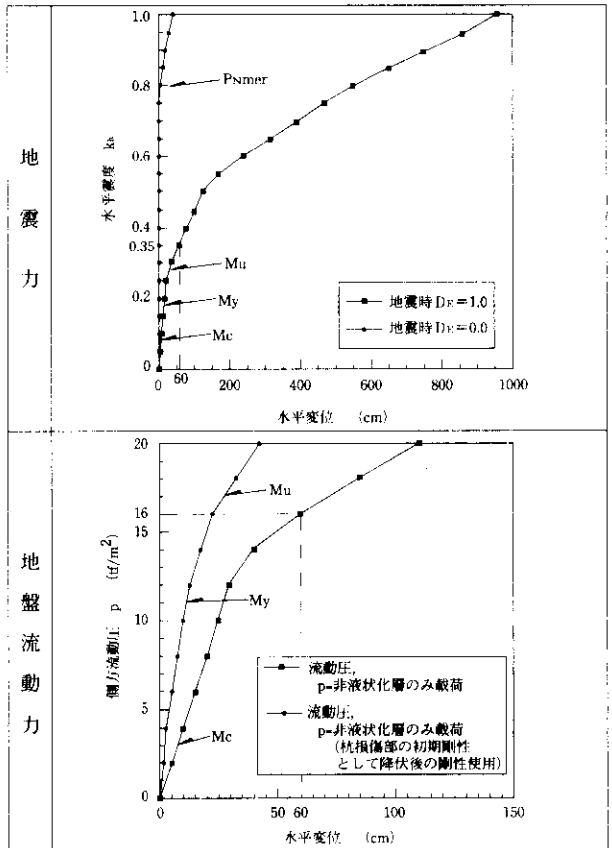 地震力
水平震度 kh
1.0
0.8
0.6
0.4
0.35
0.2
0
PNmer
Mu
My
Mc
地震時 DE=1.0
地震時 DE=0.0
0
60
200
400
600
800
1000
水平変位 (cm)
地盤流動力
側方流動圧 p (tf/m²)
20
16
15
10
5
0
Mu
My
Mc
流動圧,
p=非液状化層のみ載荷
流動圧,
p=非液状化層のみ載荷
(杭損傷部の初期剛性
として降伏後の剛性使用)
0
50
60
100
150
水平変位 (cm)